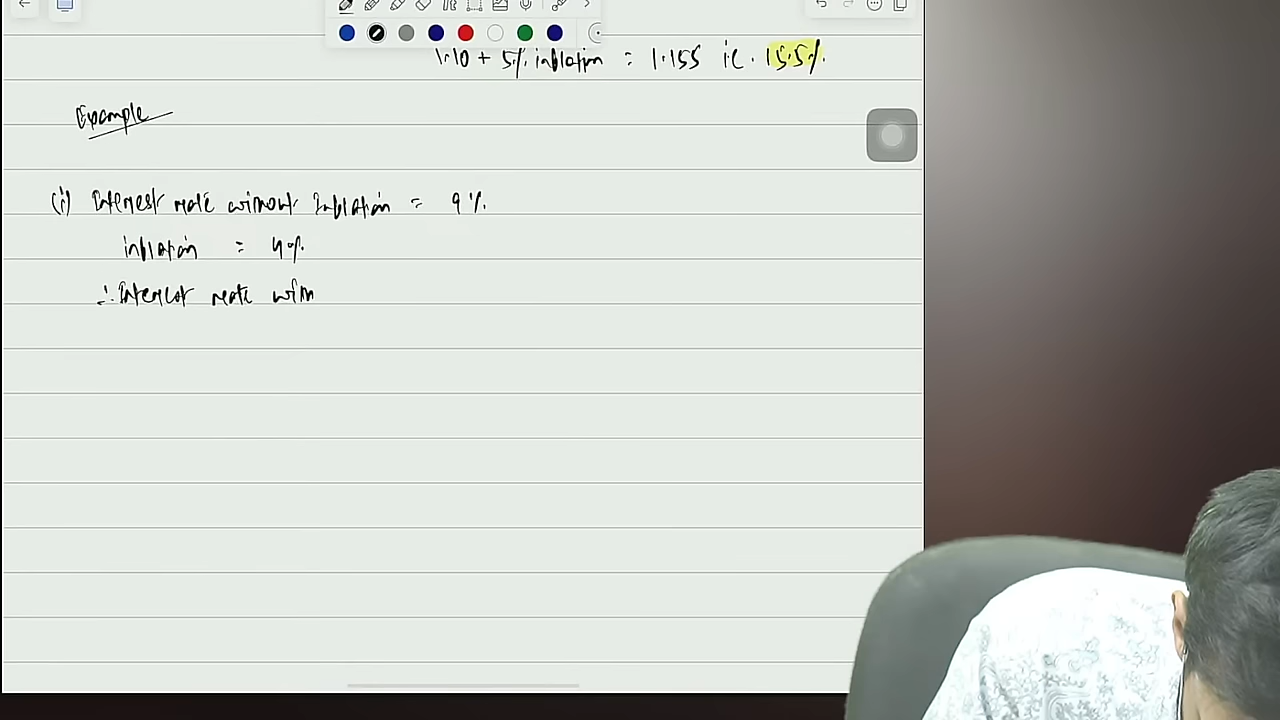 1.10 + 5% inflation = 1.155 i.e. 15.5%.
Example
(i) Interest rate without Inflation = 9%.
inflation = 4%.
∴ Interest rate with